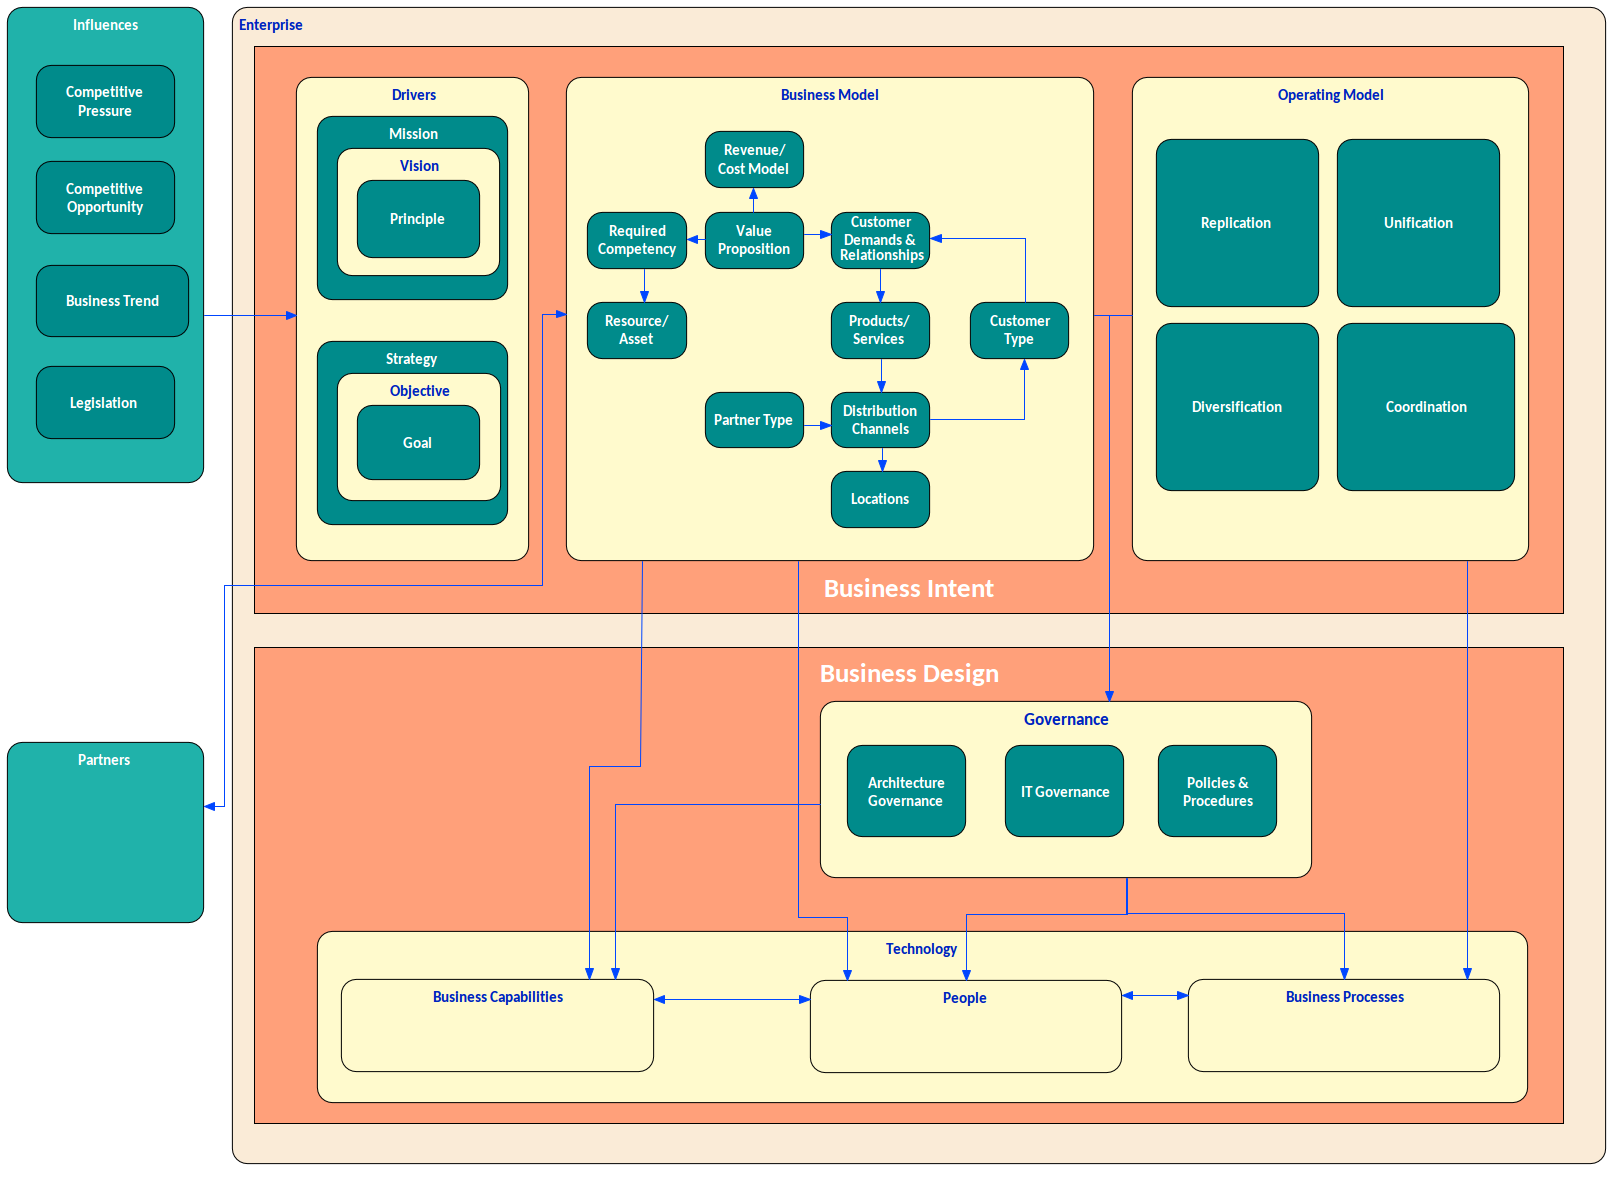 Influences
Competitive
Pressure
Competitive
Opportunity
Business Trend
Legislation
Partners
Enterprise
Drivers
Mission
Vision
Principle
Strategy
Objective
Goal
Business Model
Revenue/
Cost Model
Required
Competency
Value
Proposition
Customer
Demands &
Relationships
Resource/
Asset
Products/
Services
Customer
Type
Partner Type
Distribution
Channels
Locations
Operating Model
Replication
Unification
Diversification
Coordination
Business Intent
Business Design
Governance
Architecture
Governance
IT Governance
Policies &
Procedures
Technology
Business Capabilities
People
Business Processes